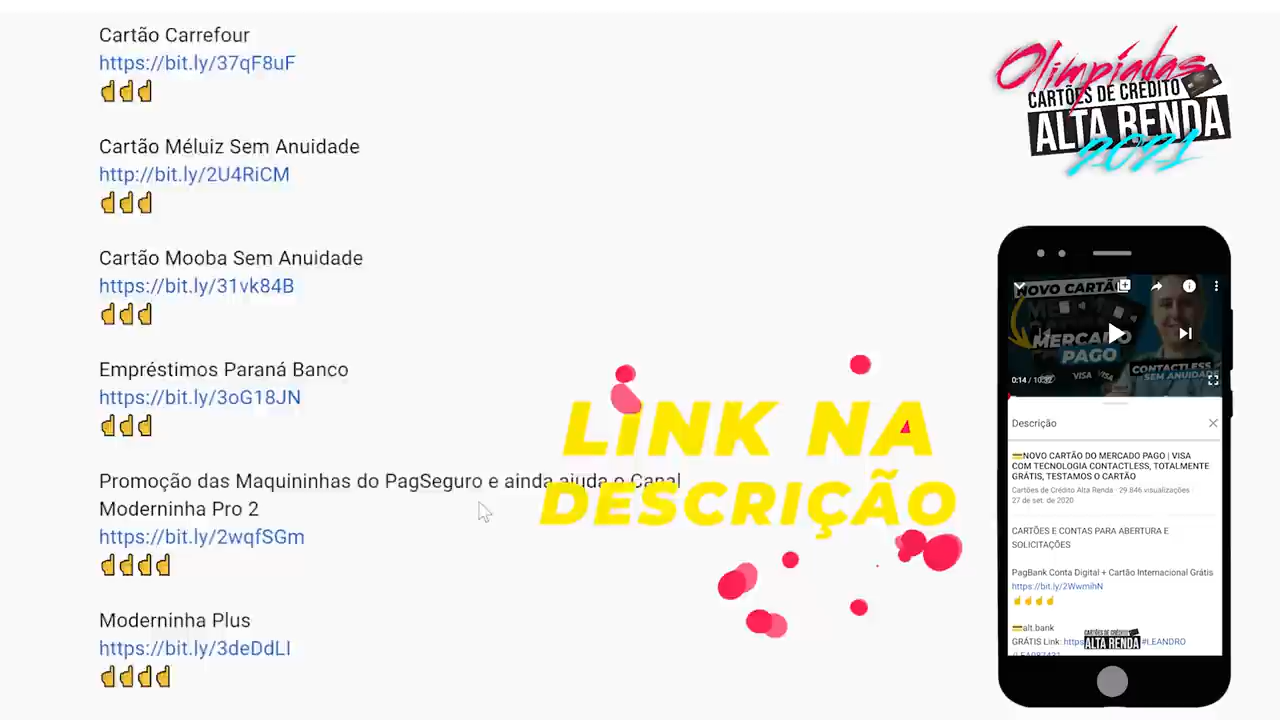 Cartão Carrefour
https://bit.ly/37qF8uF
Cartão Méluiz Sem Anuidade
http://bit.ly/2U4RiCM
Cartão Mooba Sem Anuidade
https://bit.ly/31vk84B
Empréstimos Paraná Banco
https://bit.ly/3oG18JN
Promoção das Maquininhas do PagSeguro e ainda ajuda o Canal
Moderninha Pro 2
https://bit.ly/2wqfSGm
Moderninha Plus
https://bit.ly/3deDdLI
LINK NA
DESCRIÇÃO
Olimpíadas
CARTÕES DE CRÉDITO
ALTA RENDA
2021
NOVO CARTÃO
MERCADO
PAGO
VISA VISA
CONTACTLESS
SEM ANUIDADE
0:14 / 10:32
Descrição
NOVO CARTÃO DO MERCADO PAGO | VISA
COM TECNOLOGIA CONTACTLESS, TOTALMENTE
GRÁTIS, TESTAMOS O CARTÃO
Cartões de Crédito Alta Renda · 29.846 visualizações ·
27 de set. de 2020
CARTÕES E CONTAS PARA ABERTURA E
SOLICITAÇÕES
PagBank Conta Digital + Cartão Internacional Grátis
https://bit.ly/2WwmihN
alt.bank
GRÁTIS Link: https #LEANDRO
CARTÕES DE CRÉDITO
ALTA RENDA